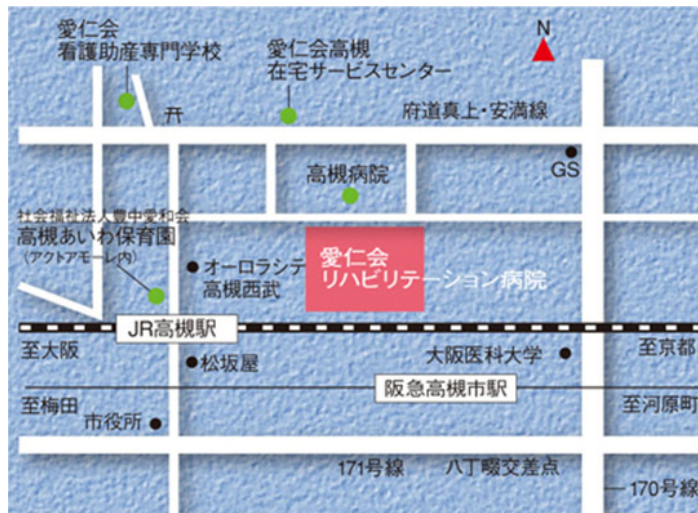 愛仁会
看護助産専門学校
愛仁会高槻
在宅サービスセンター
N
府道真上・安満線
GS
高槻病院
社会福祉法人豊中愛和会
高槻あいわ保育園
（アクトアモーレ内）
オーロラシテ
高槻西武
愛仁会
リハビリテーション病院
JR高槻駅
至大阪
松坂屋
大阪医科大学
至京都
阪急高槻市駅
至梅田
至河原町
市役所
171号線
八丁畷交差点
170号線